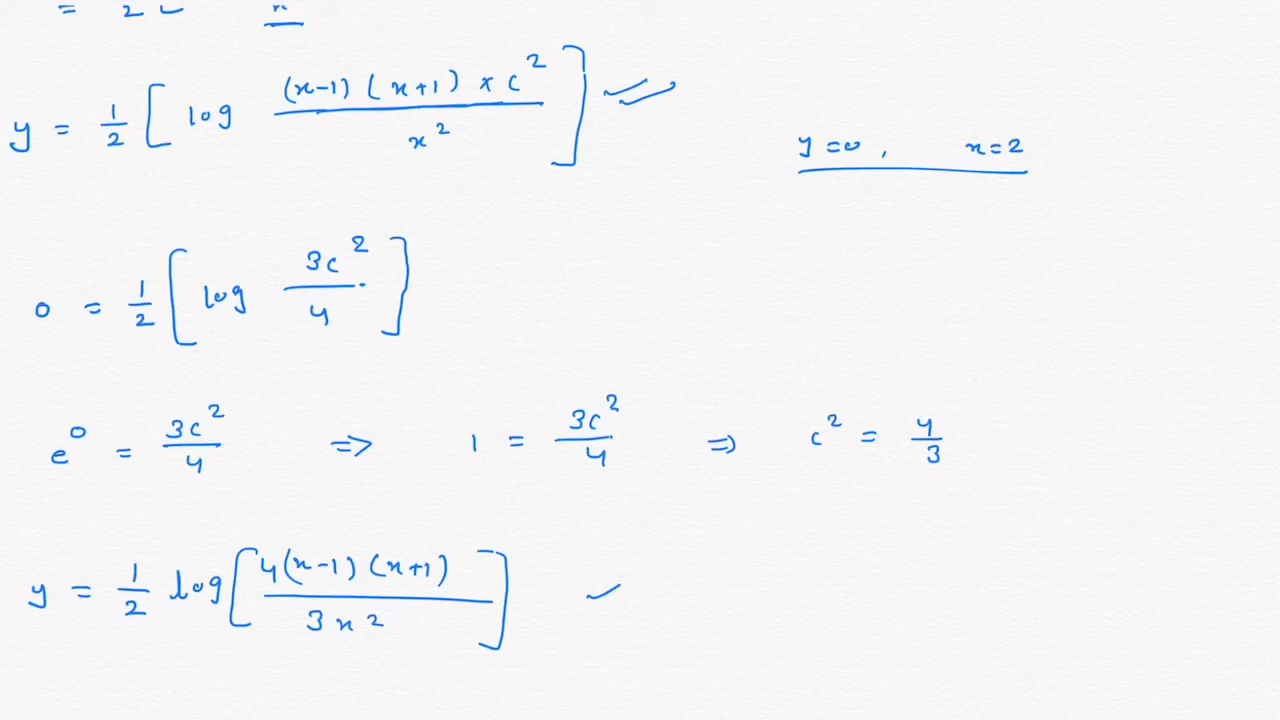 = 2 x
y = 1/2 [ log (x-1) (x+1) × c² / x² ]
y = 0 , x = 2
0 = 1/2 [ log 3c² / 4 ]
e⁰ = 3c²/4 => 1 = 3c²/4 => c² = 4/3
y = 1/2 log [ 4(x-1) (x+1) / 3x² ]